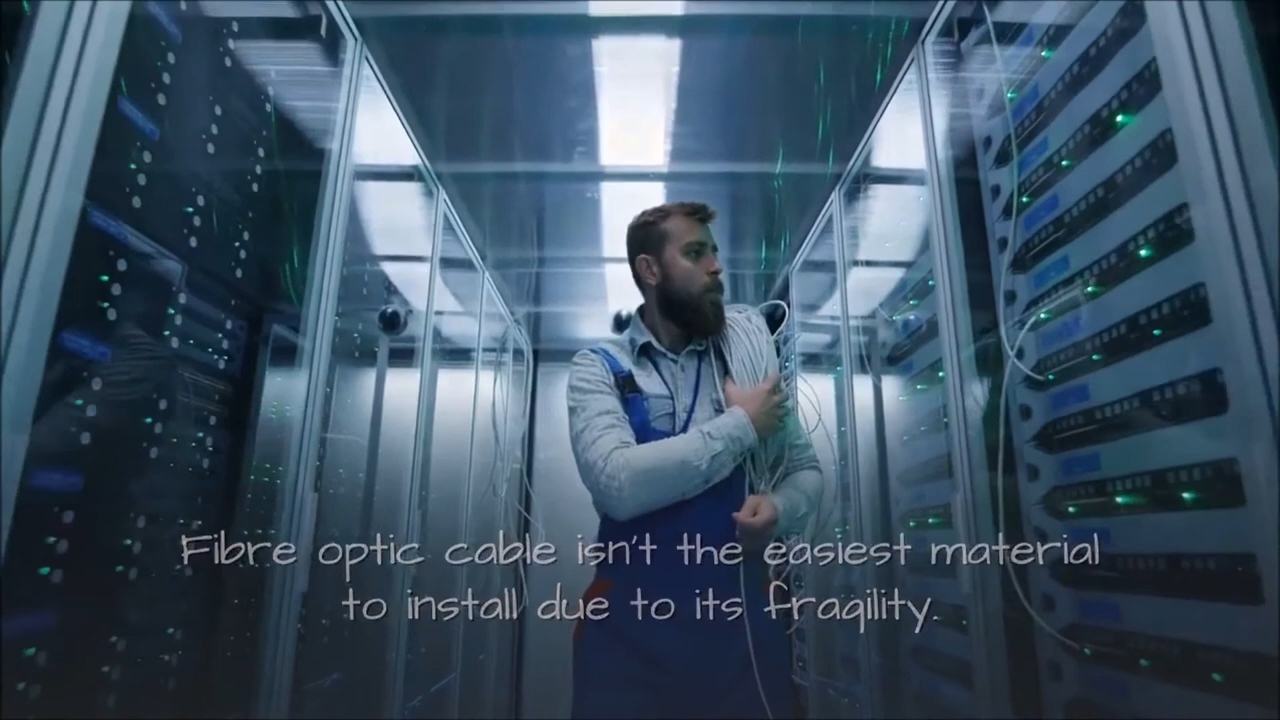 Fibre optic cable isn't the easiest material
to install due to its fragility.